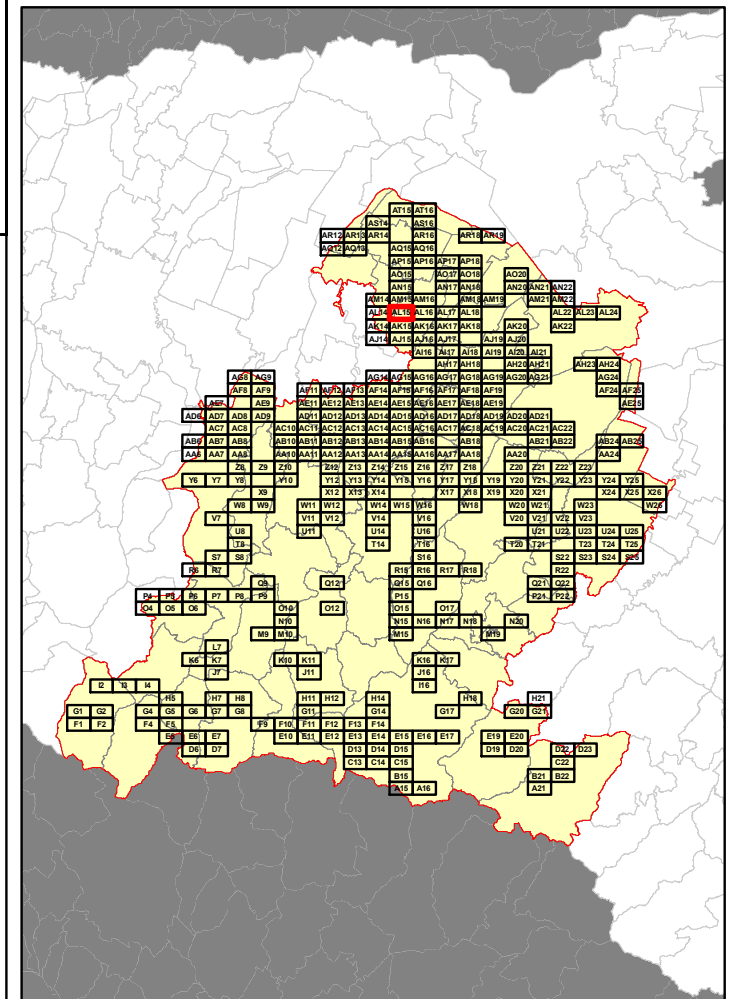 AT15 AT16
AS14 AS16
AR12 AR13 AR14 AR16 AR18 AR19
AQ12 AQ13 AQ15 AQ16
AP15 AP16 AP17 AP18
AO15 AO17 AO18 AO20
AN15 AN17 AN18 AN20 AN21 AN22
AM14 AM15 AM16 AM18 AM19 AM21 AM22
AL14 AL15 AL16 AL17 AL18 AL22 AL23 AL24
AK14 AK15 AK16 AK17 AK18 AK20 AK22
AJ14 AJ15 AJ16 AJ17 AJ19 AJ20
AI16 AI17 AI18 AI19 AI20 AI21
AH17 AH18 AH20 AH21 AH23 AH24
AG8 AG9 AG14 AG15 AG16 AG17 AG18 AG19 AG20 AG21 AG24
AF8 AF9 AF11 AF12 AF13 AF14 AF15 AF16 AF17 AF18 AF19 AF24 AF25
AE7 AE9 AE11 AE12 AE13 AE14 AE15 AE16 AE17 AE18 AE19 AE25
AD6 AD7 AD8 AD9 AD11 AD12 AD13 AD14 AD15 AD16 AD17 AD18 AD19 AD20 AD21
AC7 AC8 AC10 AC11 AC12 AC13 AC14 AC15 AC16 AC17 AC18 AC19 AC20 AC21 AC22
AB6 AB7 AB8 AB10 AB11 AB12 AB13 AB14 AB15 AB16 AB18 AB21 AB22 AB24 AB25
AA6 AA7 AA8 AA10 AA11 AA12 AA13 AA14 AA15 AA16 AA17 AA18 AA20 AA24
Z8 Z9 Z10 Z12 Z13 Z14 Z15 Z16 Z17 Z18 Z20 Z21 Z22 Z23
Y6 Y7 Y8 Y10 Y12 Y13 Y14 Y15 Y16 Y17 Y18 Y19 Y20 Y21 Y22 Y23 Y24 Y25
X9 X12 X13 X14 X17 X18 X19 X20 X21 X24 X25 X26
W8 W9 W11 W12 W14 W15 W16 W18 W20 W21 W23 W26
V7 V11 V12 V14 V16 V20 V21 V22 V23
U8 U11 U14 U16 U21 U22 U23 U24 U25
T8 T14 T16 T20 T21 T23 T24 T25
S7 S8 S16 S22 S23 S24 S25
R6 R7 R15 R16 R17 R18 R22
Q9 Q12 Q15 Q16 Q21 Q22
P4 P5 P6 P7 P8 P9 P15 P21 P22
O4 O5 O6 O10 O12 O15 O17
N10 N15 N16 N17 N18 N20
M9 M10 M15 M19
L7
K6 K7 K10 K11 K16 K17
J7 J11 J16
I2 I3 I4 I16
H5 H7 H8 H11 H12 H14 H18 H21
G1 G2 G4 G5 G6 G7 G8 G11 G14 G17 G20 G21
F1 F2 F4 F5 F9 F10 F11 F12 F13 F14
E5 E6 E7 E10 E11 E12 E13 E14 E15 E16 E17 E19 E20
D6 D7 D13 D14 D15 D19 D20 D22 D23
C13 C14 C15 C22
B15 B21 B22
A15 A16 A21